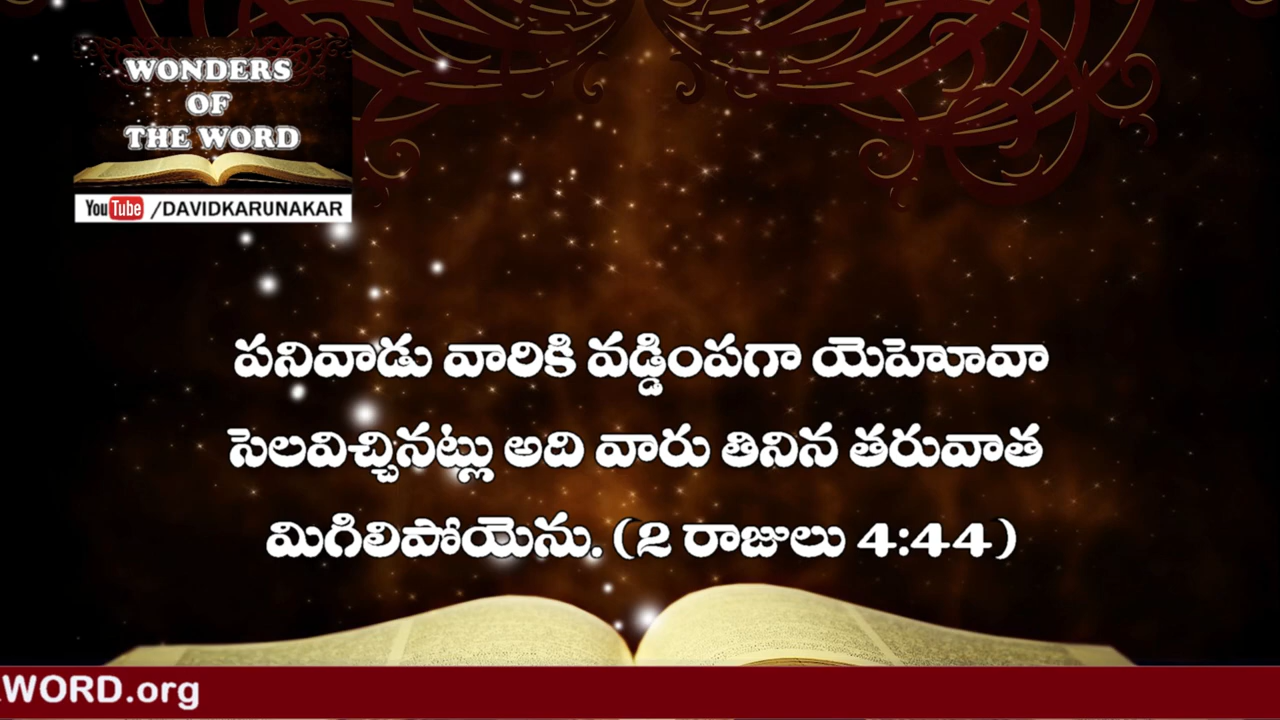 WONDERS
OF
THE WORD
YouTube /DAVIDKARUNAKAR
పనివాడు వారికి వడ్డింపగా యెహోవా
సెలవిచ్చినట్లు అది వారు తినిన తరువాత
మిగిలిపోయెను. (2 రాజులు 4:44)
WORD.org